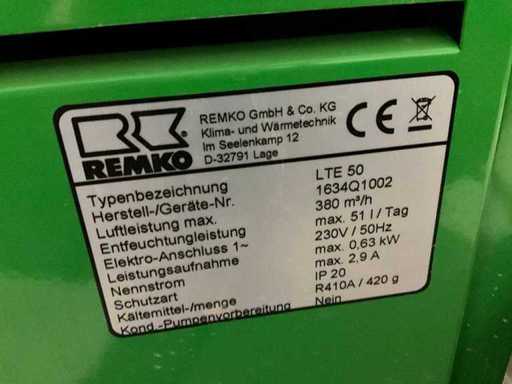 REMKO
REMKO GmbH & Co. KG
Klima- und Wärmetechnik
Im Seelenkamp 12
D-32791 Lage
CE
Typenbezeichnung LTE 50
Herstell-/Geräte-Nr. 1634Q1002
Luftleistung max. 380 m³/h
Entfeuchtungleistung max. 51 l / Tag
Elektro-Anschluss 1~ 230V / 50Hz
Leistungsaufnahme max. 0,63 kW
Nennstrom max. 2,9 A
Schutzart IP 20
Kältemittel-/menge R410A / 420 g
Kond.-Pumpenvorbereitung Nein